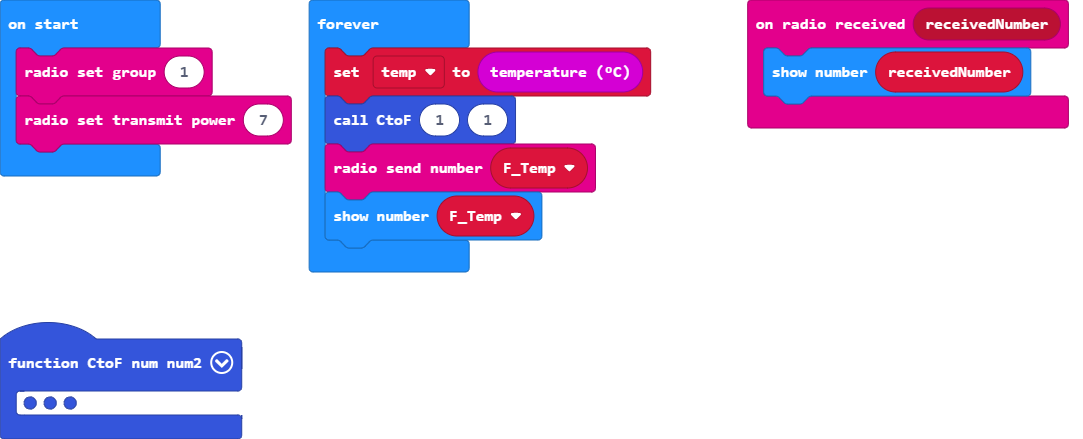 on start
radio set group 1
radio set transmit power 7
forever
set temp to temperature (ºC)
call CtoF 1 1
radio send number F_Temp
show number F_Temp
on radio received receivedNumber
show number receivedNumber
function CtoF num num2